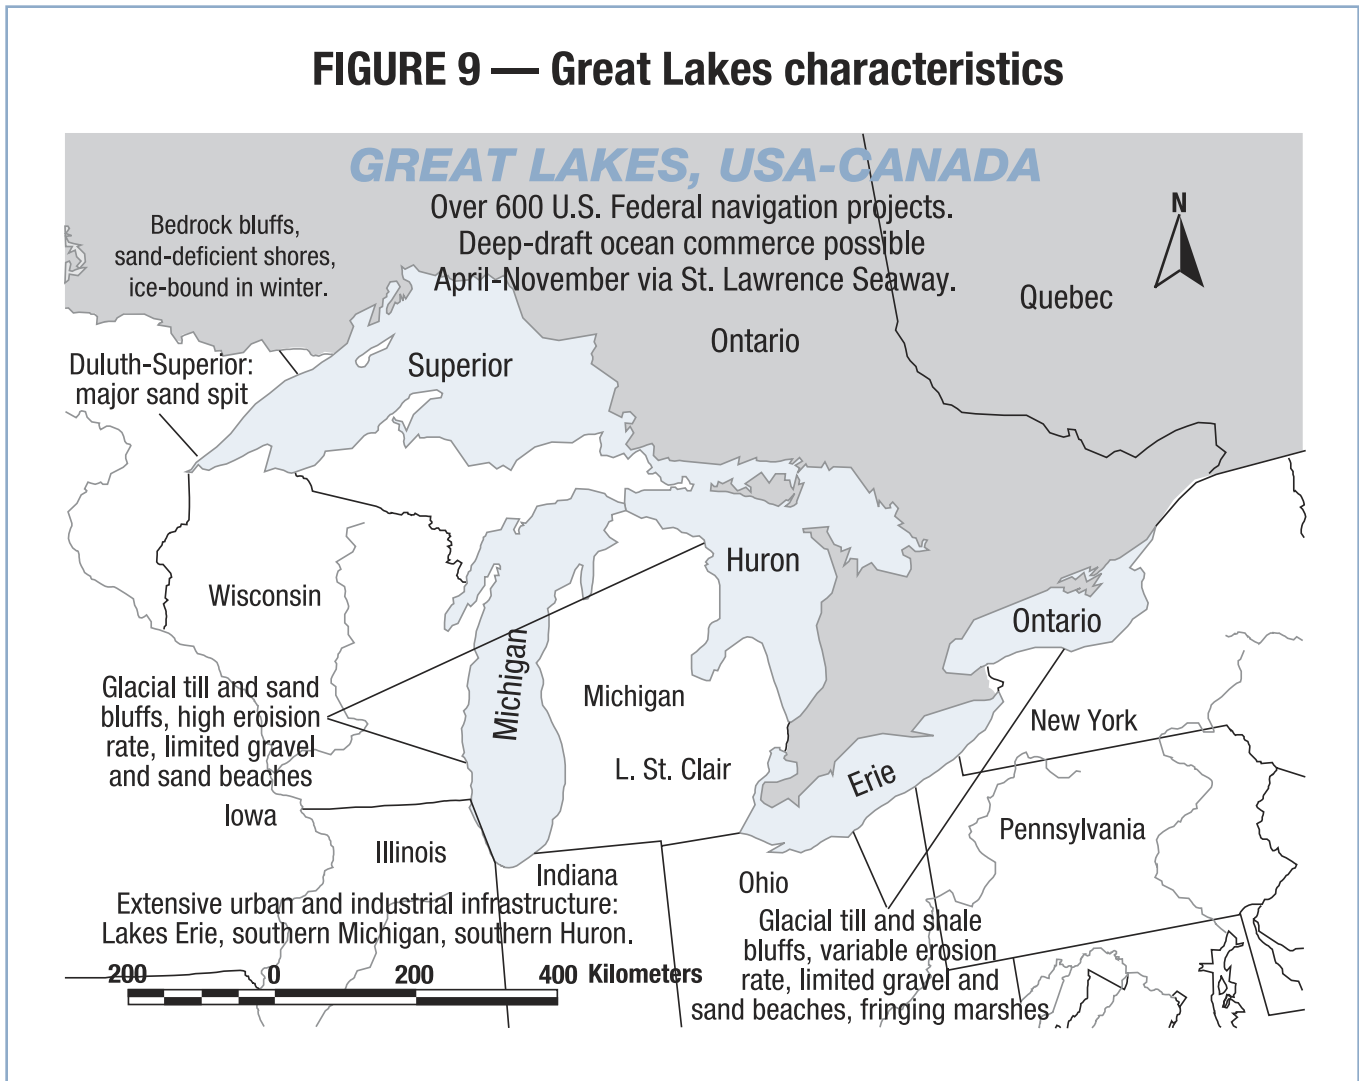 FIGURE 9 — Great Lakes characteristics
GREAT LAKES, USA-CANADA
Over 600 U.S. Federal navigation projects.
Deep-draft ocean commerce possible
April-November via St. Lawrence Seaway.
Bedrock bluffs,
sand-deficient shores,
ice-bound in winter.
N
Quebec
Ontario
Duluth-Superior:
major sand spit
Superior
Huron
Wisconsin
Ontario
Michigan
Glacial till and sand
bluffs, high eroision
rate, limited gravel
and sand beaches
Michigan
New York
L. St. Clair
Erie
Iowa
Pennsylvania
Illinois
Indiana
Ohio
Extensive urban and industrial infrastructure:
Lakes Erie, southern Michigan, southern Huron.
Glacial till and shale
bluffs, variable erosion
rate, limited gravel and
sand beaches, fringing marshes
200 0 200 400 Kilometers